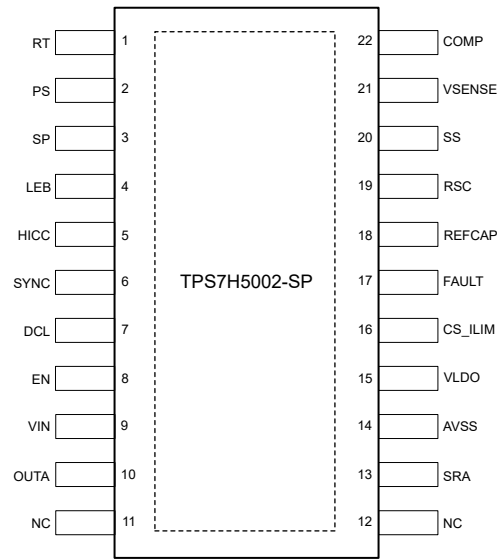 RT 1 22 COMP
PS 2 21 VSENSE
SP 3 20 SS
LEB 4 19 RSC
HICC 5 18 REFCAP
SYNC 6 TPS7H5002-SP 17 FAULT
DCL 7 16 CS_ILIM
EN 8 15 VLDO
VIN 9 14 AVSS
OUTA 10 13 SRA
NC 11 12 NC